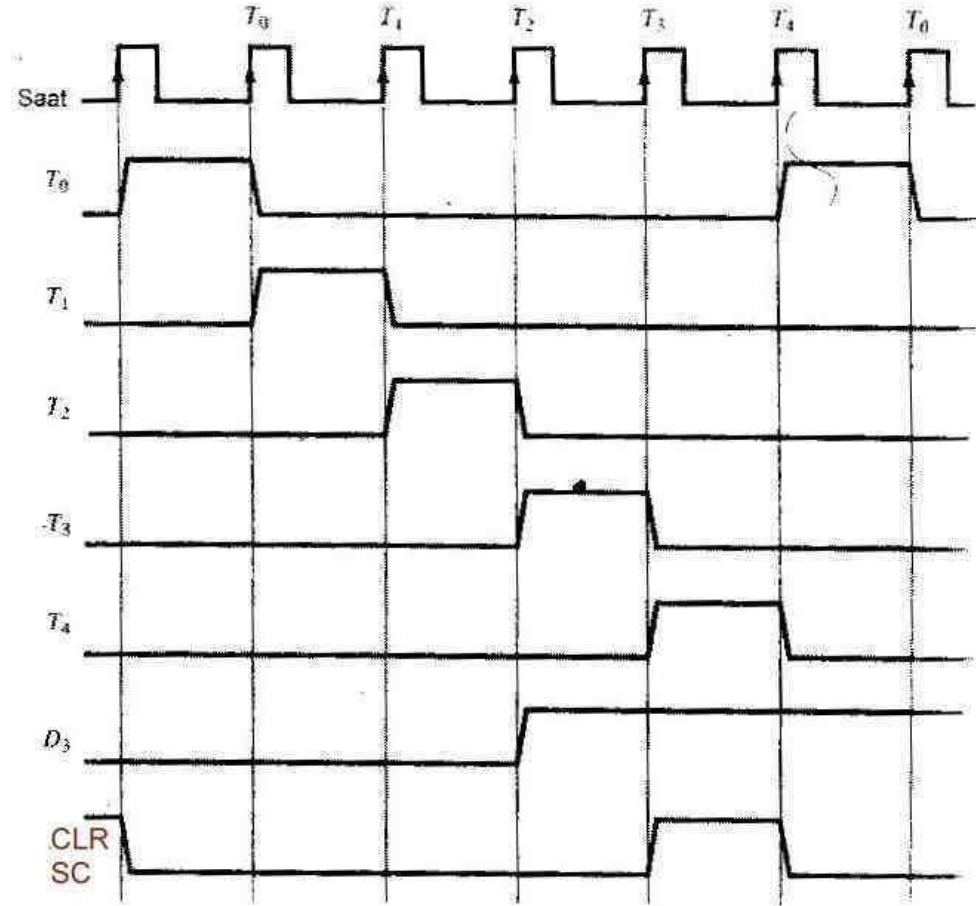 T₀ T₁ T₂ T₃ T₄ T₀
Saat
T₀
T₁
T₂
T₃
T₄
D₃
CLR
SC